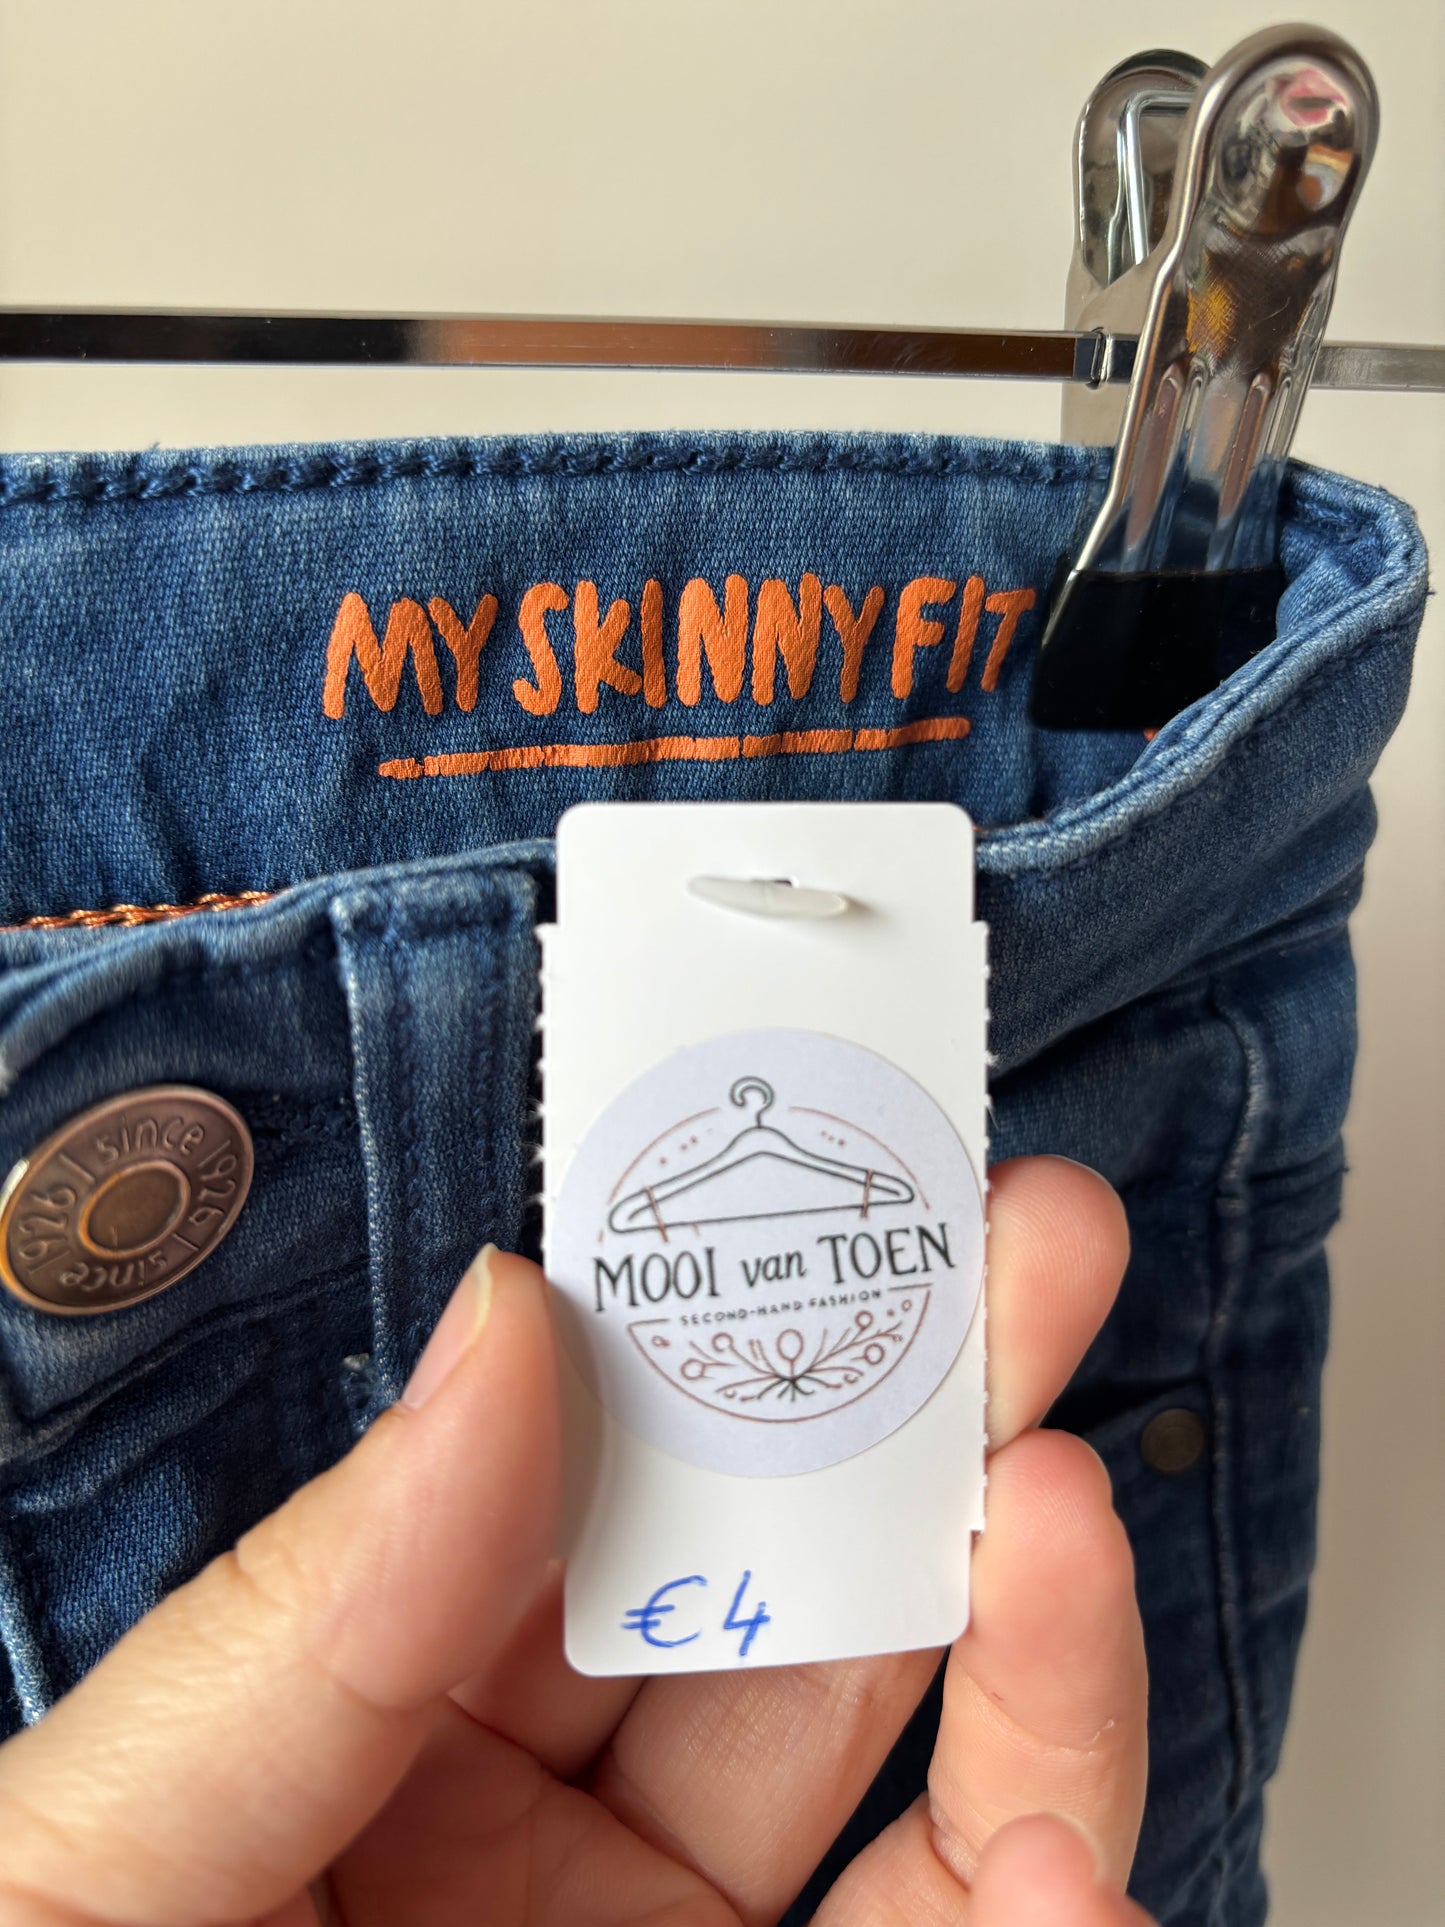 MY SKINNY FIT
since 1926 | since 1926 |
MOOI van TOEN
SECOND-HAND FASHION
€4